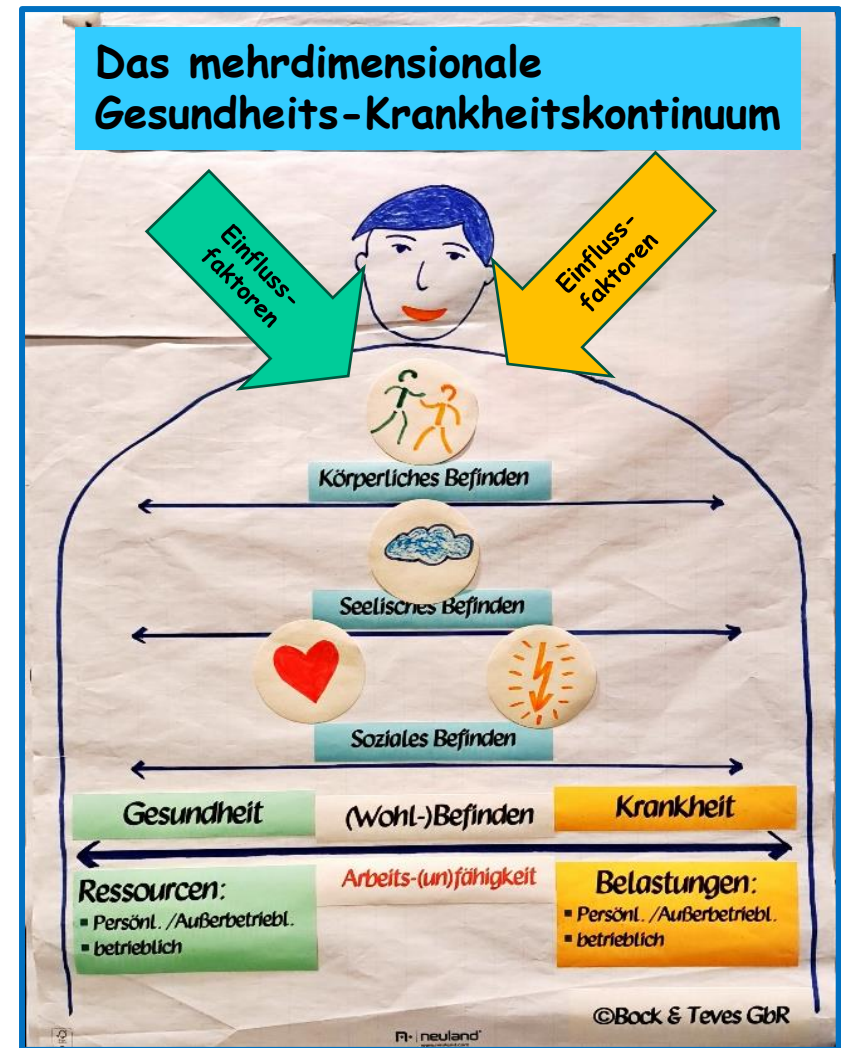 Das mehrdimensionale
Gesundheits-Krankheitskontinuum
Einfluss-
faktoren
Einfluss-
faktoren
Körperliches Befinden
Seelisches Befinden
Soziales Befinden
Gesundheit
(Wohl-)Befinden
Krankheit
Arbeits-(un)fähigkeit
Ressourcen:
▪ Persönl. /Außerbetriebl.
▪ betrieblich
Belastungen:
▪ Persönl. /Außerbetriebl.
▪ betrieblich
©Bock & Teves GbR
neuland